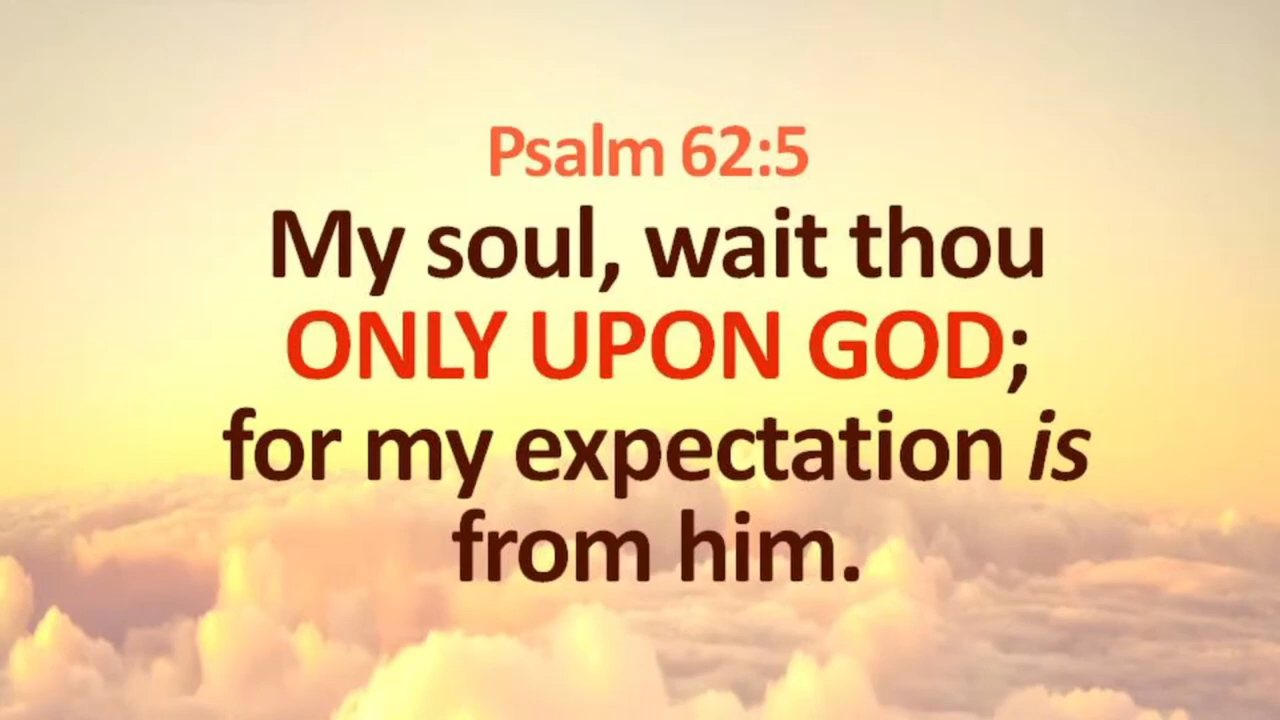 Psalm 62:5
My soul, wait thou
ONLY UPON GOD;
for my expectation is
from him.